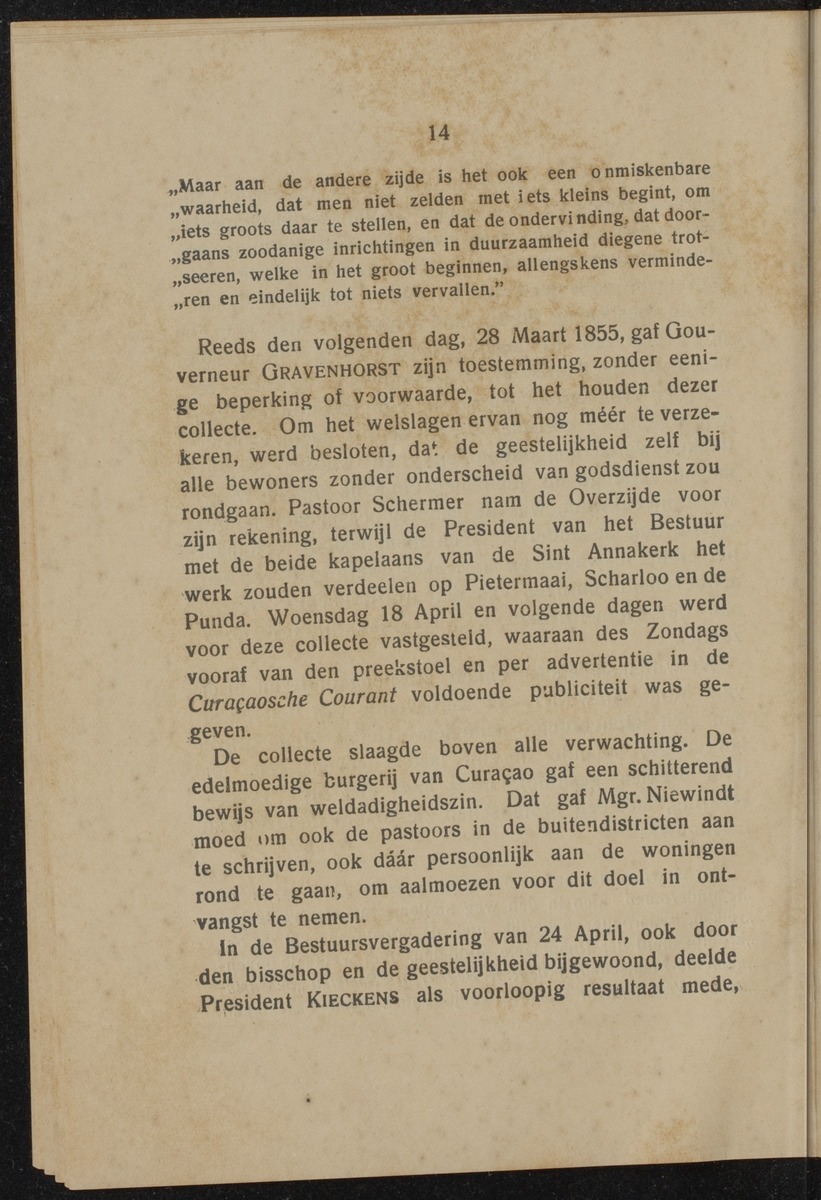 14
„Maar aan de andere zijde is het ook een onmiskenbare
„waarheid, dat men niet zelden met iets kleins begint, om
„iets groots daar te stellen, en dat de ondervinding, dat door-
„gaans zoodanige inrichtingen in duurzaamheid diegene trot-
„seeren, welke in het groot beginnen, allengskens verminde-
„ren en eindelijk tot niets vervallen.”
Reeds den volgenden dag, 28 Maart 1855, gaf Gou-
verneur GRAVENHORST zijn toestemming, zonder eeni-
ge beperking of voorwaarde, tot het houden dezer
collecte. Om het welslagen ervan nog méér te verze-
keren, werd besloten, dat de geestelijkheid zelf bij
alle bewoners zonder onderscheid van godsdienst zou
rondgaan. Pastoor Schermer nam de Overzijde voor
zijn rekening, terwijl de President van het Bestuur
met de beide kapelaans van de Sint Annakerk het
werk zouden verdeelen op Pietermaai, Scharloo en de
Punda. Woensdag 18 April en volgende dagen werd
voor deze collecte vastgesteld, waaraan des Zondags
vooraf van den preekstoel en per advertentie in de
Curaçaosche Courant voldoende publiciteit was ge-
geven.
De collecte slaagde boven alle verwachting. De
edelmoedige burgerij van Curaçao gaf een schitterend
bewijs van weldadigheidszin. Dat gaf Mgr. Niewindt
moed om ook de pastoors in de buitendistricten aan
te schrijven, ook dáár persoonlijk aan de woningen
rond te gaan, om aalmoezen voor dit doel in ont-
vangst te nemen.
In de Bestuursvergadering van 24 April, ook door
den bisschop en de geestelijkheid bijgewoond, deelde
President KIECKENS als voorloopig resultaat mede,